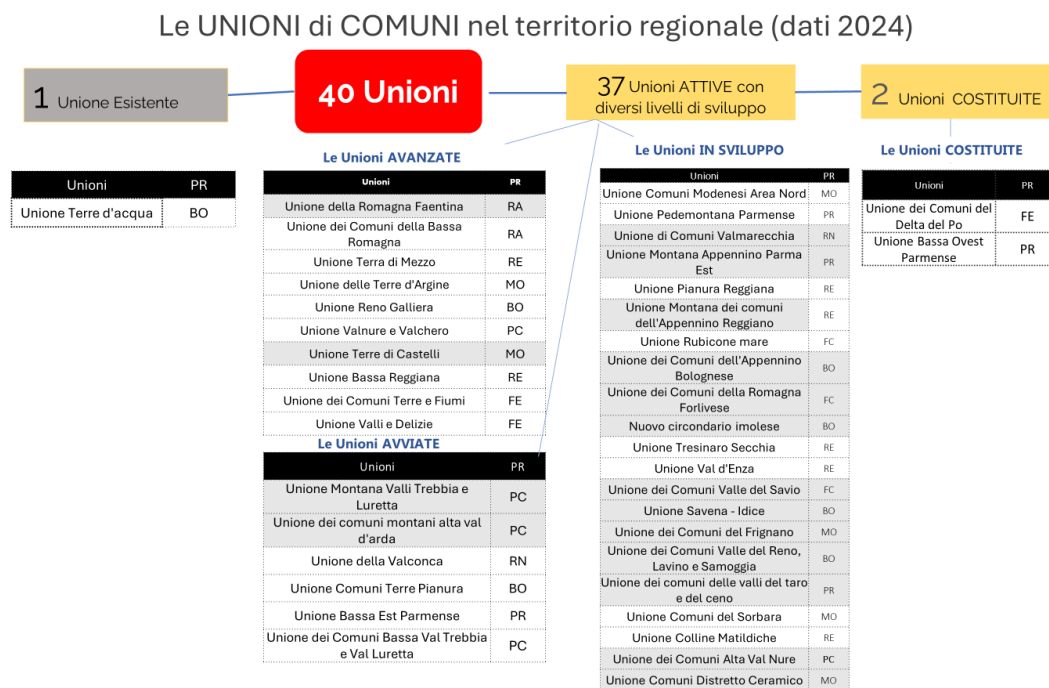 Le UNIONI di COMUNI nel territorio regionale (dati 2024)
1 Unione Esistente
40 Unioni
37 Unioni ATTIVE con
diversi livelli di sviluppo
2 Unioni COSTITUITE
Unioni PR
Unione Terre d'acqua BO
Le Unioni AVANZATE
Unioni PR
Unione della Romagna Faentina RA
Unione dei Comuni della Bassa
Romagna RA
Unione Terra di Mezzo RE
Unione delle Terre d'Argine MO
Unione Reno Galliera BO
Unione Valnure e Valchero PC
Unione Terre di Castelli MO
Unione Bassa Reggiana RE
Unione dei Comuni Terre e Fiumi FE
Unione Valli e Delizie FE
Le Unioni AVVIATE
Unioni PR
Unione Montana Valli Trebbia e
Luretta PC
Unione dei comuni montani alta val
d'arda PC
Unione della Valconca RN
Unione Comuni Terre Pianura BO
Unione Bassa Est Parmense PR
Unione dei Comuni Bassa Val Trebbia
e Val Luretta PC
Le Unioni IN SVILUPPO
Unioni PR
Unione Comuni Modenesi Area Nord MO
Unione Pedemontana Parmense PR
Unione di Comuni Valmarecchia RN
Unione Montana Appennino Parma
Est PR
Unione Pianura Reggiana RE
Unione Montana dei comuni
dell'Appennino Reggiano RE
Unione Rubicone mare FC
Unione dei Comuni dell'Appennino
Bolognese BO
Unione dei Comuni della Romagna
Forlivese FC
Nuovo circondario imolese BO
Unione Tresinaro Secchia RE
Unione Val d'Enza RE
Unione dei Comuni Valle del Savio FC
Unione Savena - Idice BO
Unione dei Comuni del Frignano MO
Unione dei Comuni Valle del Reno,
Lavino e Samoggia BO
Unione dei comuni delle valli del taro
e del ceno PR
Unione Comuni del Sorbara MO
Unione Colline Matildiche RE
Unione dei Comuni Alta Val Nure PC
Unione Comuni Distretto Ceramico MO
Le Unioni COSTITUITE
Unioni PR
Unione dei Comuni del
Delta del Po FE
Unione Bassa Ovest
Parmense PR